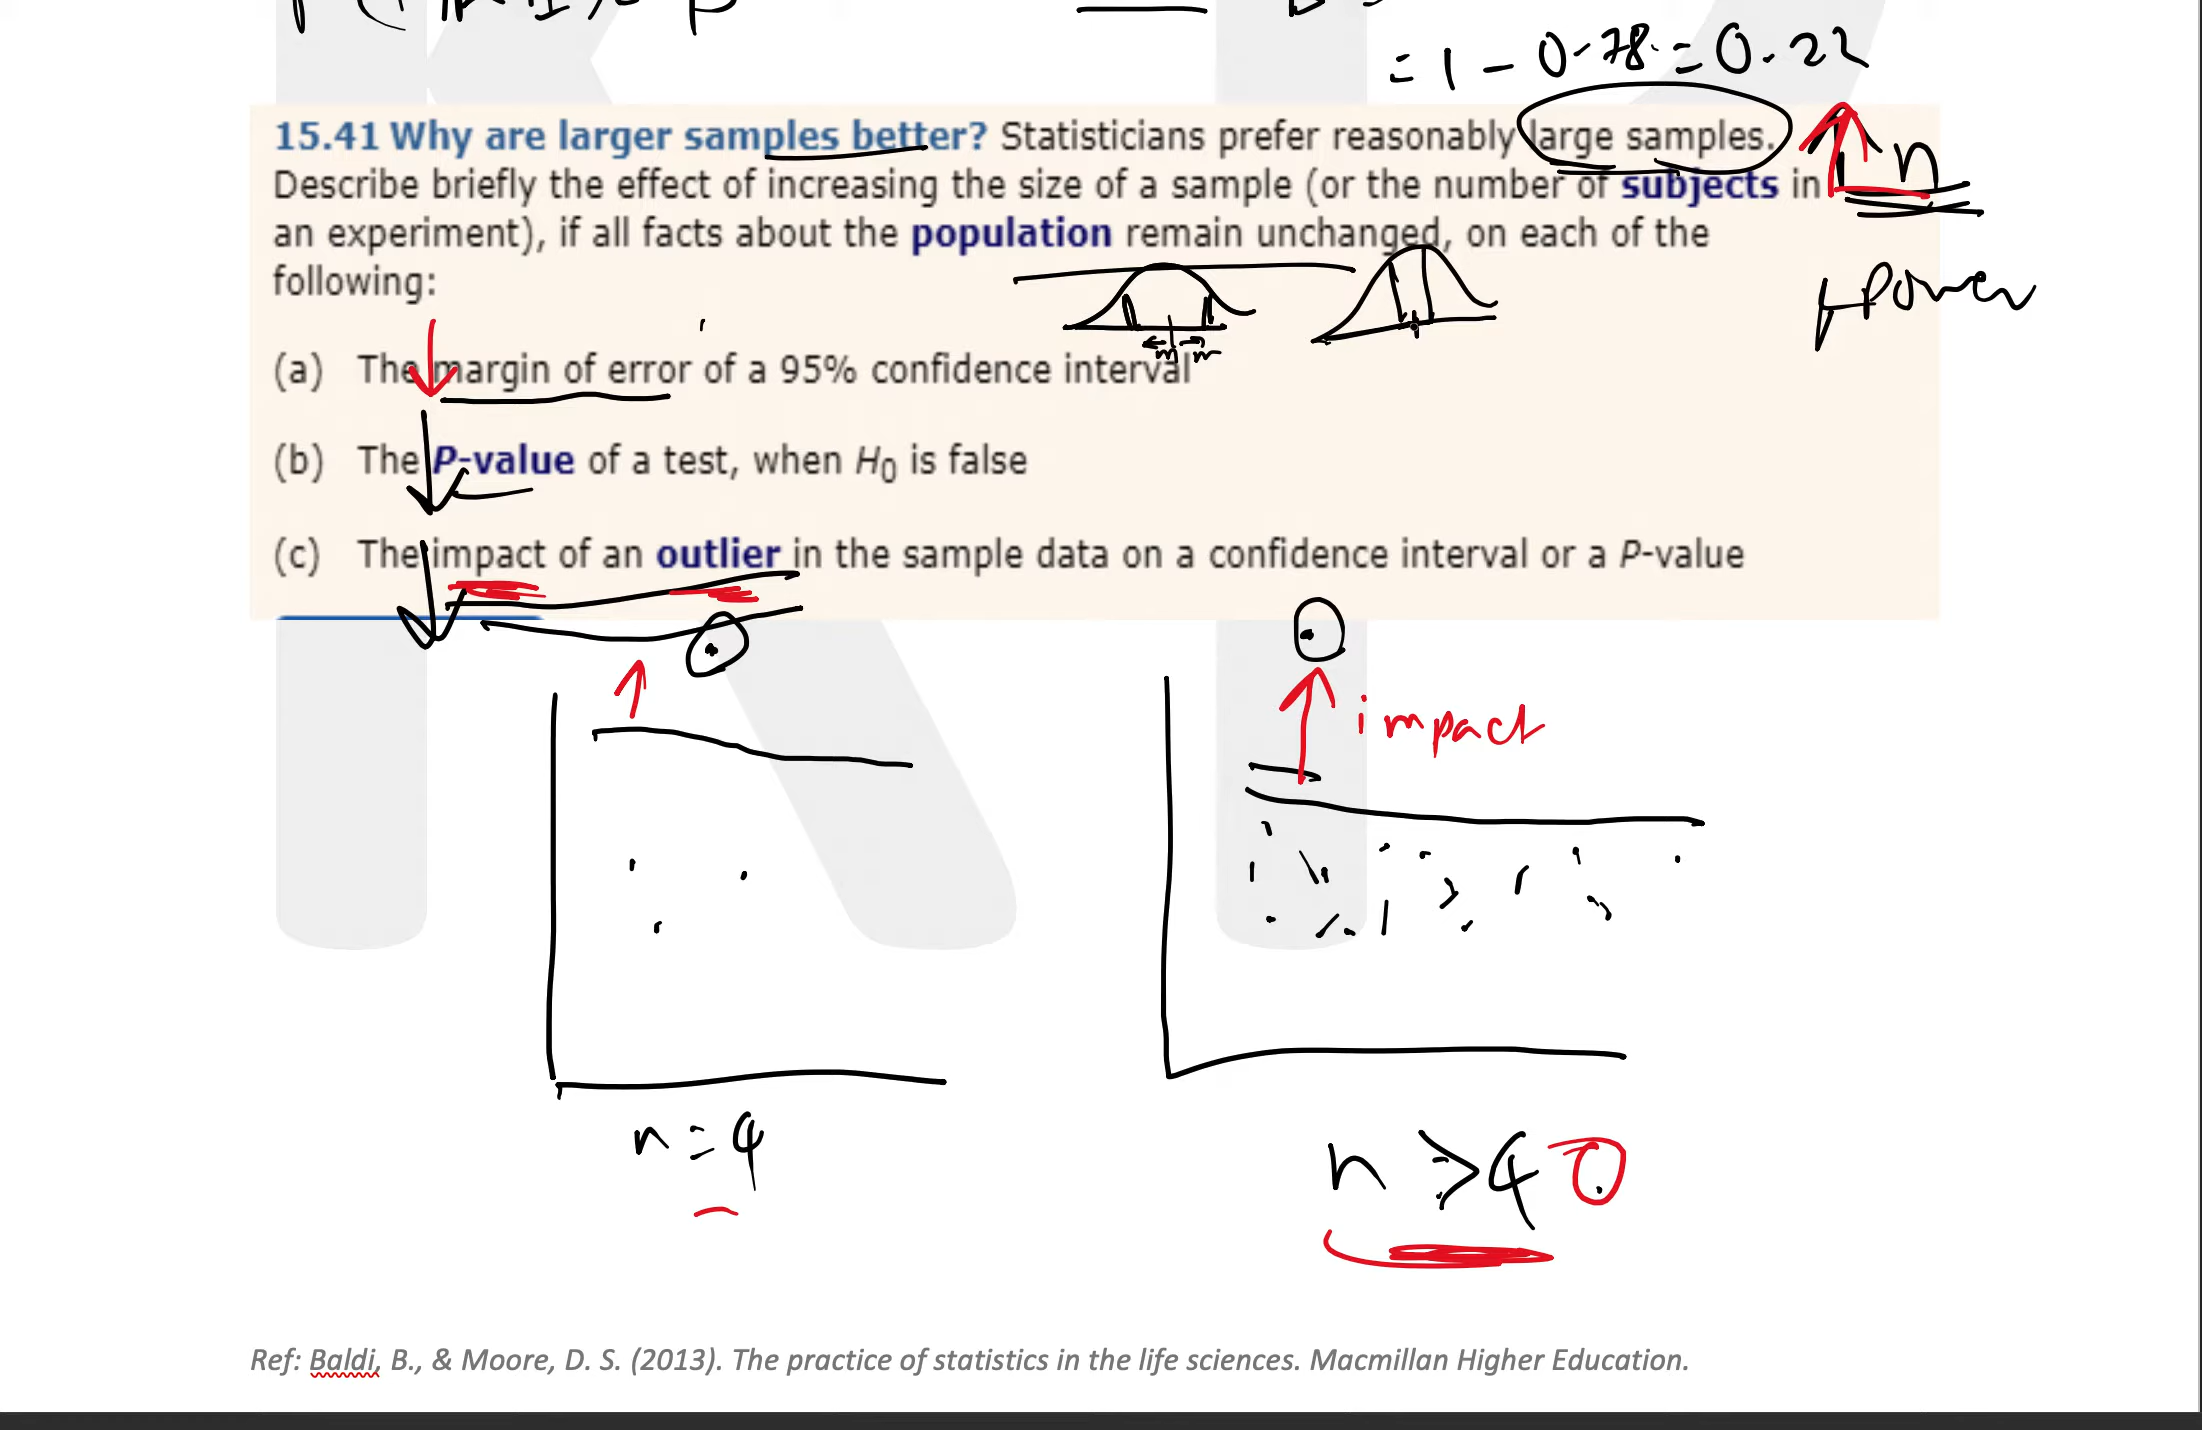 = 1 - 0.78 = 0.22
15.41 Why are larger samples better? Statisticians prefer reasonably large samples.
Describe briefly the effect of increasing the size of a sample (or the number of subjects in
an experiment), if all facts about the population remain unchanged, on each of the
following:
n
power
(a) The margin of error of a 95% confidence interval
m m
(b) The P-value of a test, when H0 is false
(c) The impact of an outlier in the sample data on a confidence interval or a P-value
impact
n = 4
n > 40
Ref: Baldi, B., & Moore, D. S. (2013). The practice of statistics in the life sciences. Macmillan Higher Education.